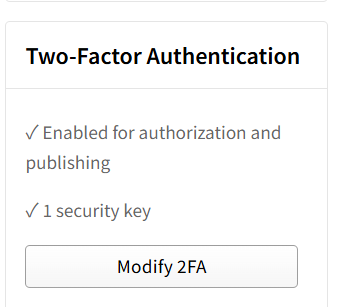 Two-Factor Authentication
✓ Enabled for authorization and
publishing
✓ 1 security key
Modify 2FA